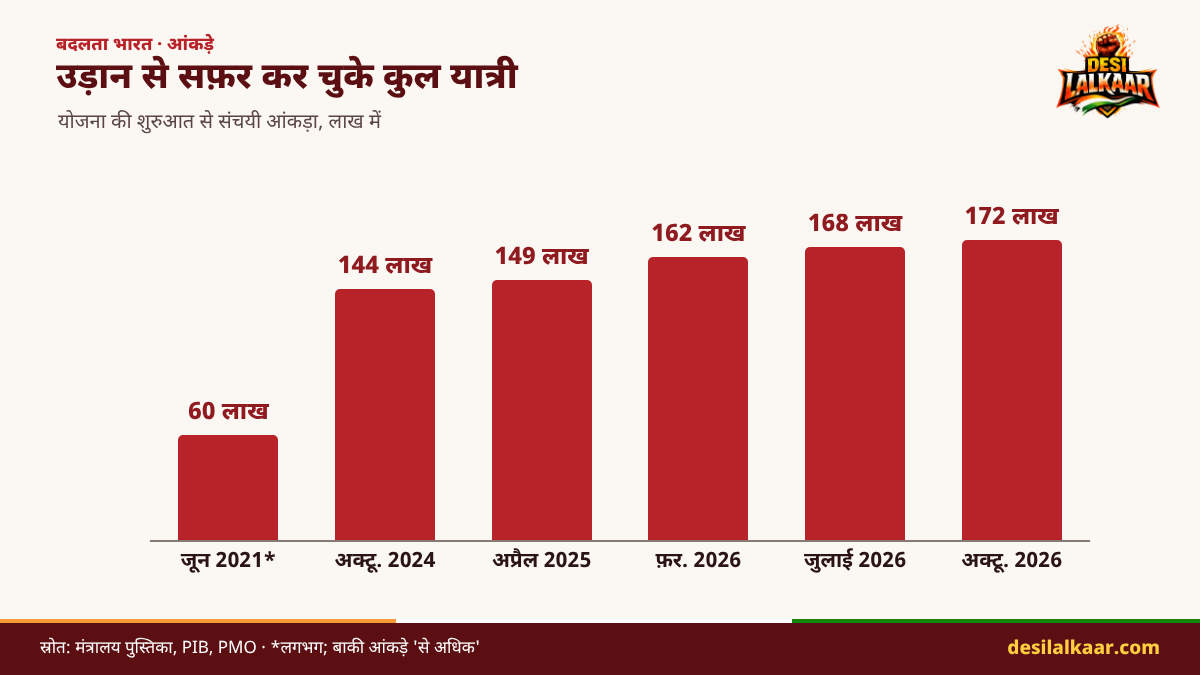 बदलता भारत · आंकड़े
उड़ान से सफ़र कर चुके कुल यात्री
योजना की शुरुआत से संचयी आंकड़ा, लाख में
DESI
LALKAAR
60 लाख
144 लाख
149 लाख
162 लाख
168 लाख
172 लाख
जून 2021*
अक्टू. 2024
अप्रैल 2025
फ़र. 2026
जुलाई 2026
अक्टू. 2026
स्रोत: मंत्रालय पुस्तिका, PIB, PMO · *लगभग; बाकी आंकड़े 'से अधिक'
desilalkaar.com